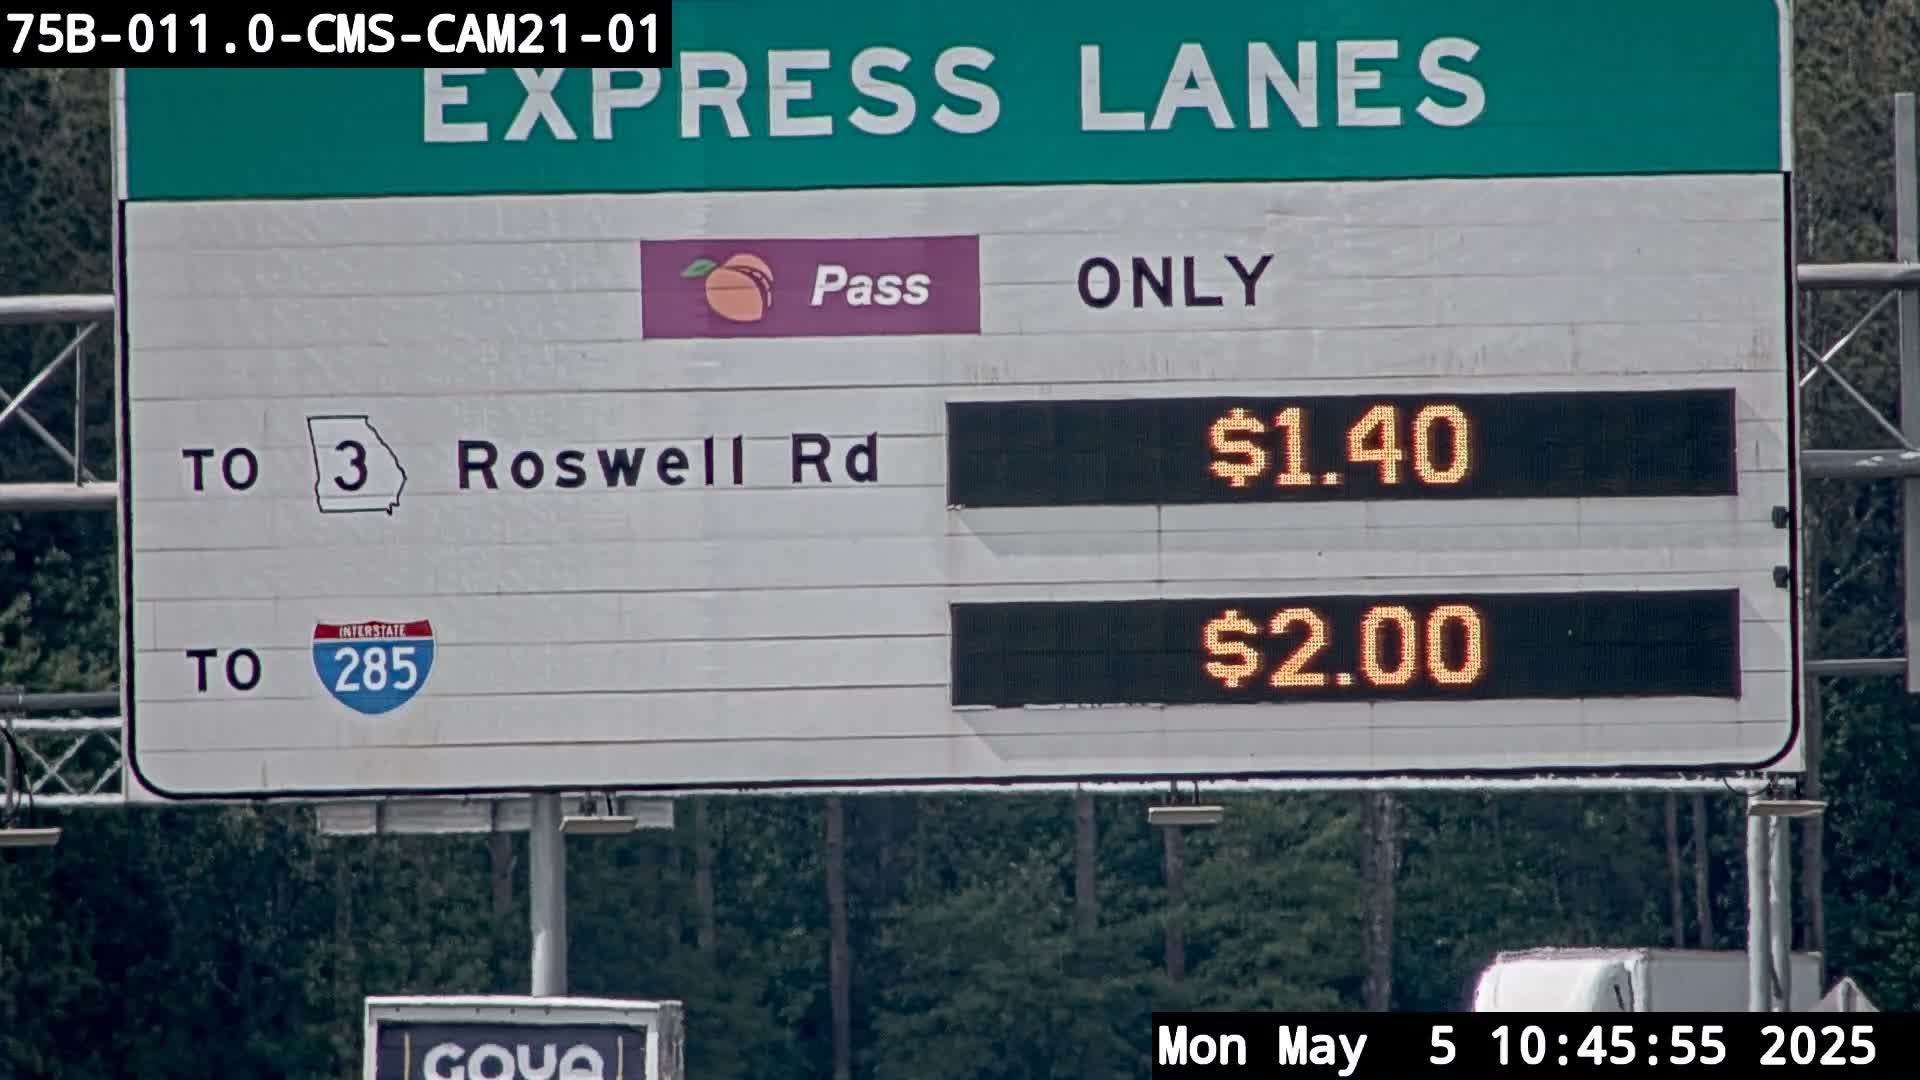 75B-011.0-CMS-CAM21-01
EXPRESS LANES
Pass ONLY
TO 3 Roswell Rd $1.40
INTERSTATE
TO 285 $2.00
GOYA
Mon May 5 10:45:55 2025